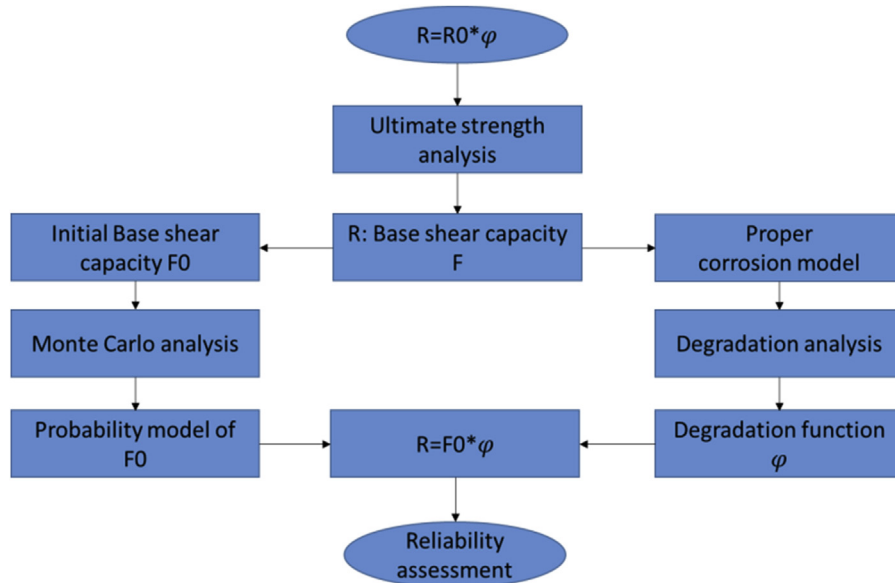 R=R0*φ
Ultimate strength
analysis
Initial Base shear
capacity F0
R: Base shear capacity
F
Proper
corrosion model
Monte Carlo analysis
Degradation analysis
Probability model of
F0
R=F0*φ
Degradation function
φ
Reliability
assessment